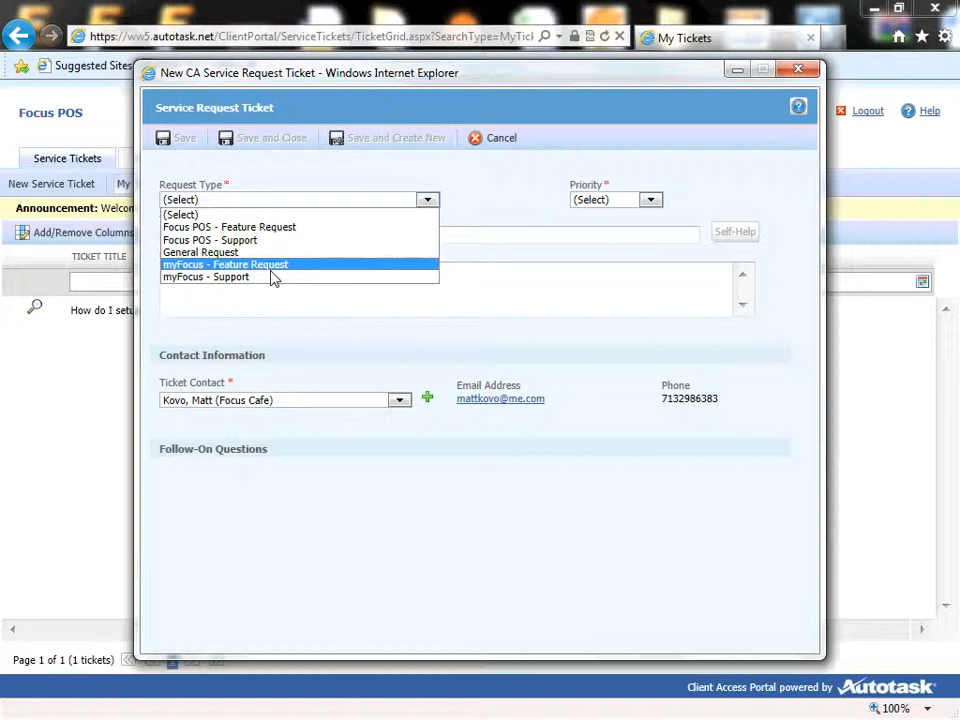 https://ww5.autotask.net/ClientPortal/ServiceTickets/TicketGrid.aspx?SearchType=MyTick
My Tickets
Suggested Sites
New CA Service Request Ticket - Windows Internet Explorer
Focus POS
Logout
Help
Service Request Ticket
Save
Save and Close
Save and Create New
Cancel
Service Tickets
New Service Ticket
My
Request Type *
Priority *
(Select)
(Select)
Announcement: Welcom
(Select)
Focus POS - Feature Request
Focus POS - Support
General Request
myFocus - Feature Request
myFocus - Support
Self-Help
Add/Remove Columns
TICKET TITLE
How do I setu
Contact Information
Ticket Contact *
Email Address
Phone
Kovo, Matt (Focus Cafe)
mattkovo@me.com
7132986383
Follow-On Questions
Page 1 of 1 (1 tickets)
1
Client Access Portal powered by Autotask
100%